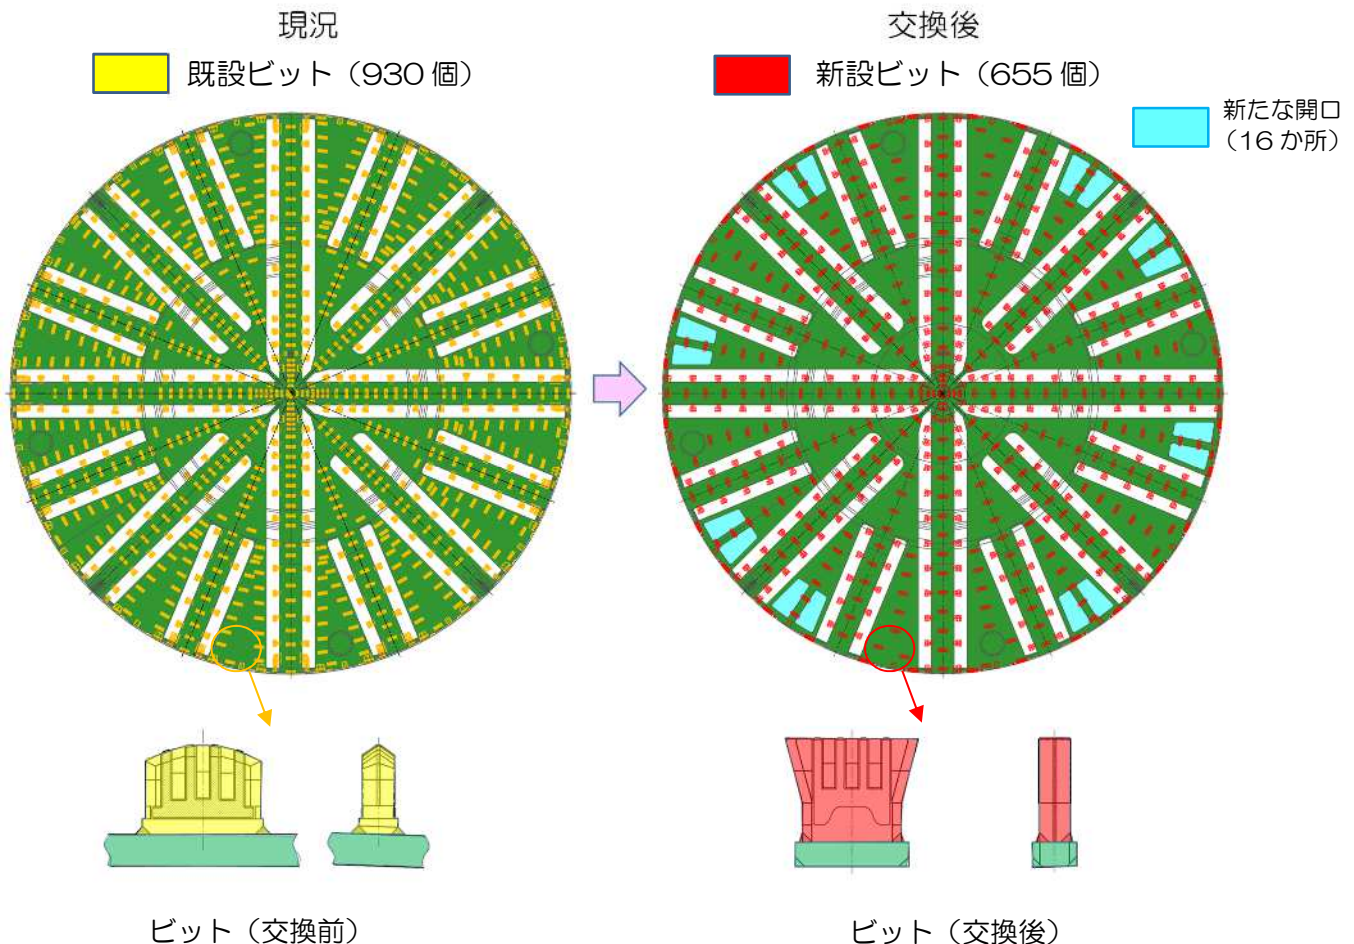 現況
既設ビット（930 個）
交換後
新設ビット（655 個）
新たな開口
（16 か所）
ビット（交換前）
ビット（交換後）